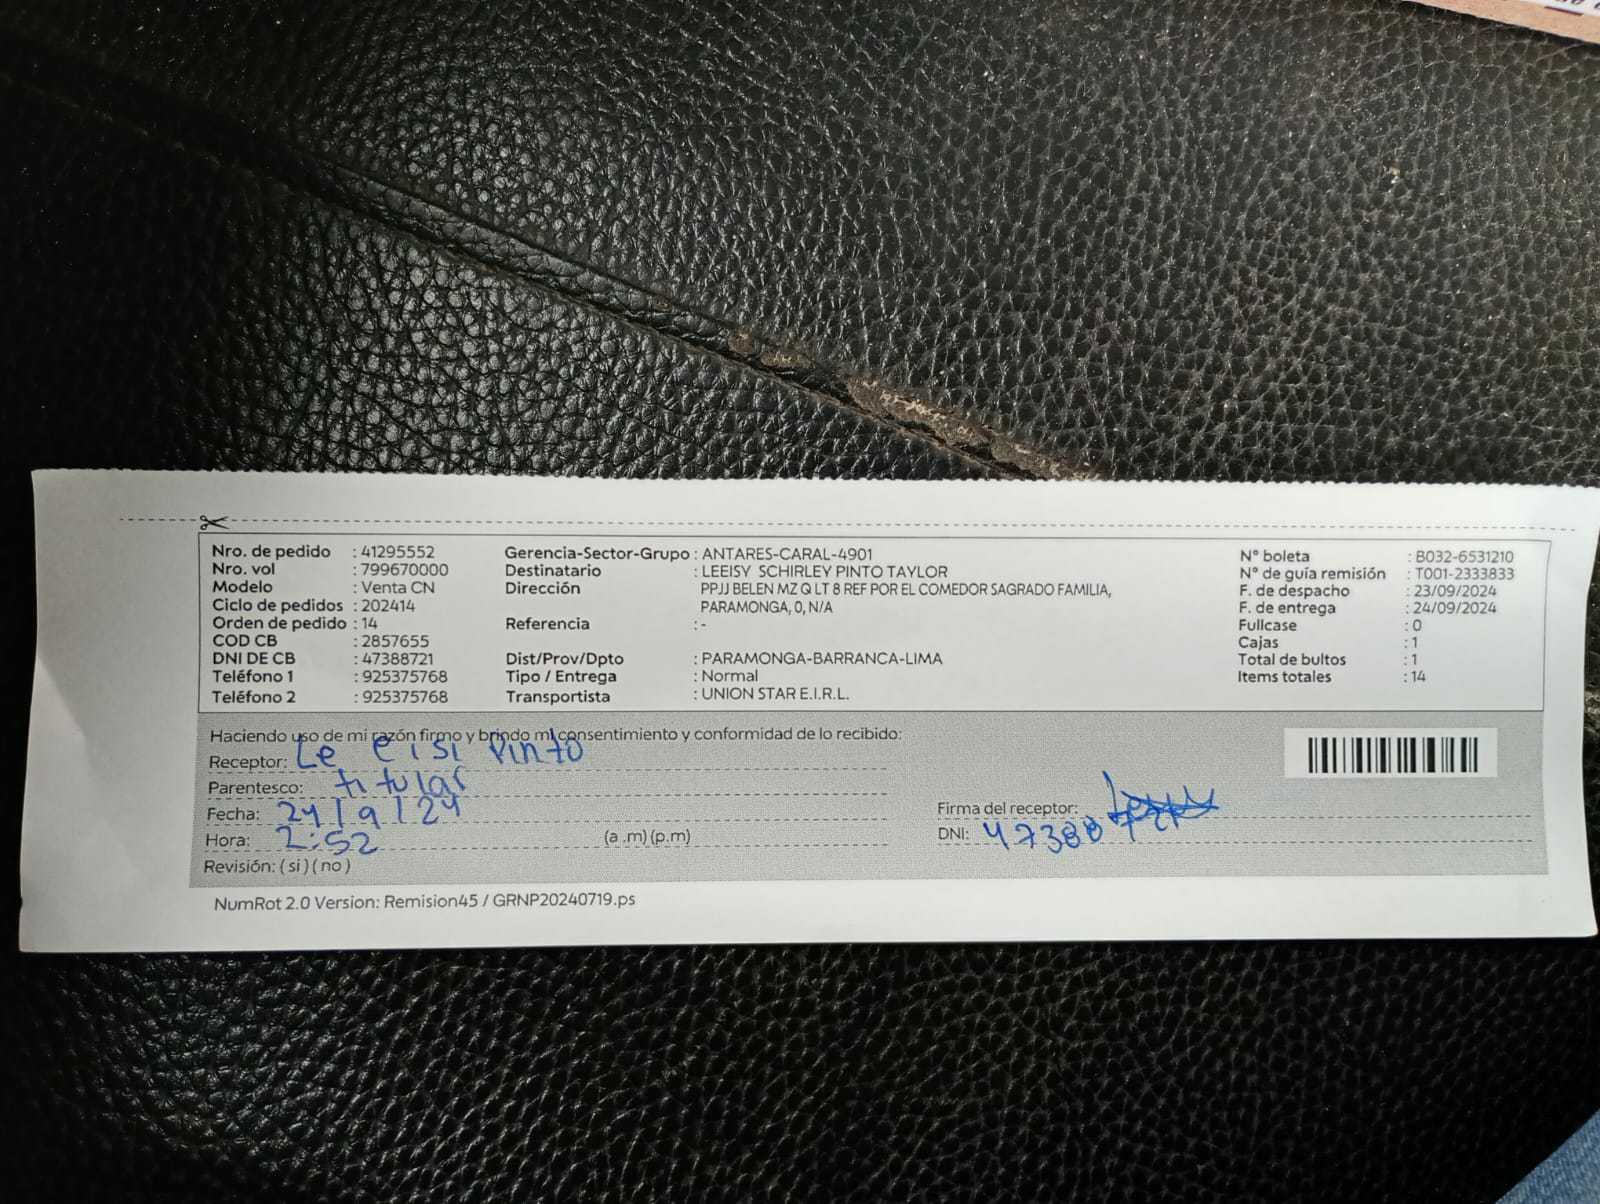 Nro. de pedido : 41295552
Nro. vol : 799670000
Modelo : Venta CN
Ciclo de pedidos : 202414
Orden de pedido : 14
COD CB : 2857655
DNI DE CB : 47388721
Teléfono 1 : 925375768
Teléfono 2 : 925375768
Gerencia-Sector-Grupo : ANTARES-CARAL-4901
Destinatario : LEEISY SCHIRLEY PINTO TAYLOR
Dirección PPJJ BELEN MZ Q LT 8 REF POR EL COMEDOR SAGRADO FAMILIA,
PARAMONGA, 0, N/A
Referencia : -
Dist/Prov/Dpto : PARAMONGA-BARRANCA-LIMA
Tipo / Entrega : Normal
Transportista : UNION STAR E.I.R.L.
N° boleta : B032-6531210
N° de guía remisión : T001-2333833
F. de despacho : 23/09/2024
F. de entrega : 24/09/2024
Fullcase : 0
Cajas : 1
Total de bultos : 1
Items totales : 14
Haciendo uso de mi razón firmo y brindo mi consentimiento y conformidad de lo recibido:
Receptor: Le eisi Pinto
Parentesco: titular
Fecha: 24/9/24
Hora: 2:52 (a .m) (p.m)
Revisión: ( si ) ( no )
Firma del receptor:
DNI: 47388721
NumRot 2.0 Version: Remision45 / GRNP20240719.ps